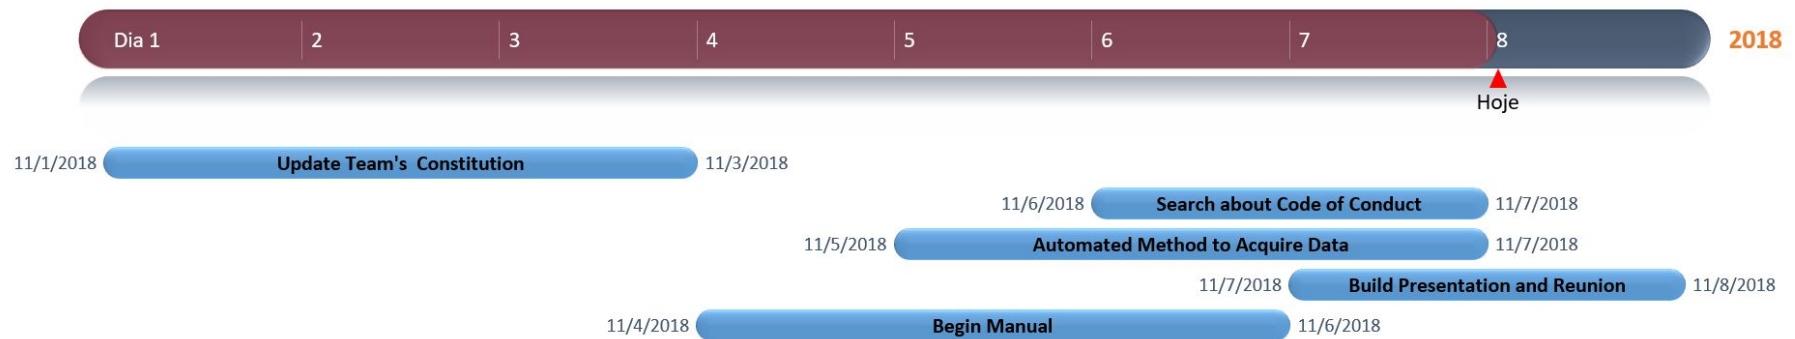 Dia 1 2 3 4 5 6 7 8 2018
Hoje
11/1/2018 Update Team's Constitution 11/3/2018
11/6/2018 Search about Code of Conduct 11/7/2018
11/5/2018 Automated Method to Acquire Data 11/7/2018
11/7/2018 Build Presentation and Reunion 11/8/2018
11/4/2018 Begin Manual 11/6/2018